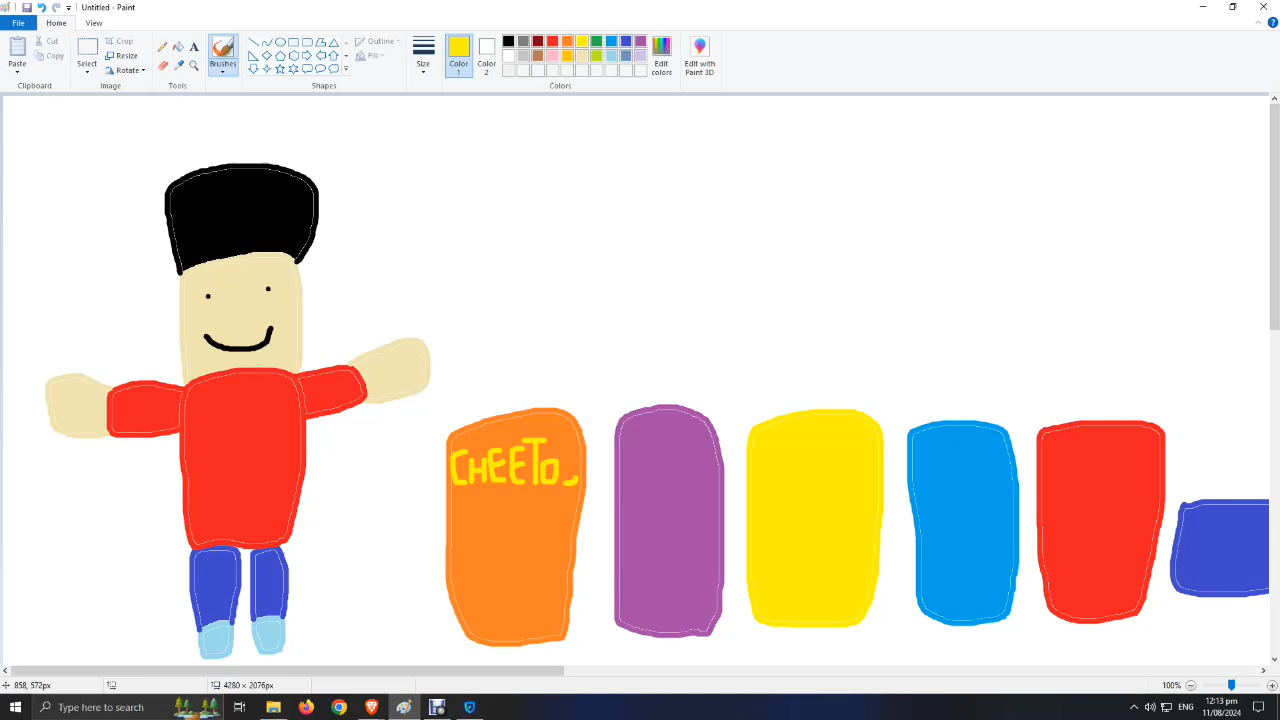 Untitled - Paint
File
Home
View
Paste
Cut
Copy
Clipboard
Select
Crop
Resize
Rotate
Image
Tools
Brushes
Outline
Fill
Shapes
Size
Color 1
Color 2
Edit colors
Colors
Edit with Paint 3D
CHEETO
858, 572px
4280 × 2076px
100%
Type here to search
ENG
12:13 pm
11/08/2024